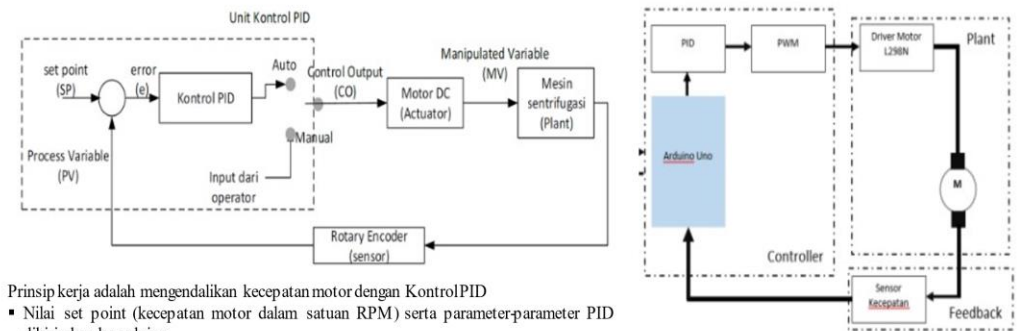 Unit Kontrol PID
set point
(SP)
error
(e)
Kontrol PID
Auto
Control Output
(CO)
Motor DC
(Actuator)
Manipulated Variable
(MV)
Mesin
sentrifugasi
(Plant)
Manual
Process Variable
(PV)
Input dari
operator
Rotary Encoder
(sensor)
Prinsip kerja adalah mengendalikan kecepatan motor dengan Kontrol PID
▪ Nilai set point (kecepatan motor dalam satuan RPM) serta parameter-parameter PID
PID
PWM
Driver Motor
L298N
Plant
Arduino Uno
M
Controller
Sensor
Kecepatan
Feedback